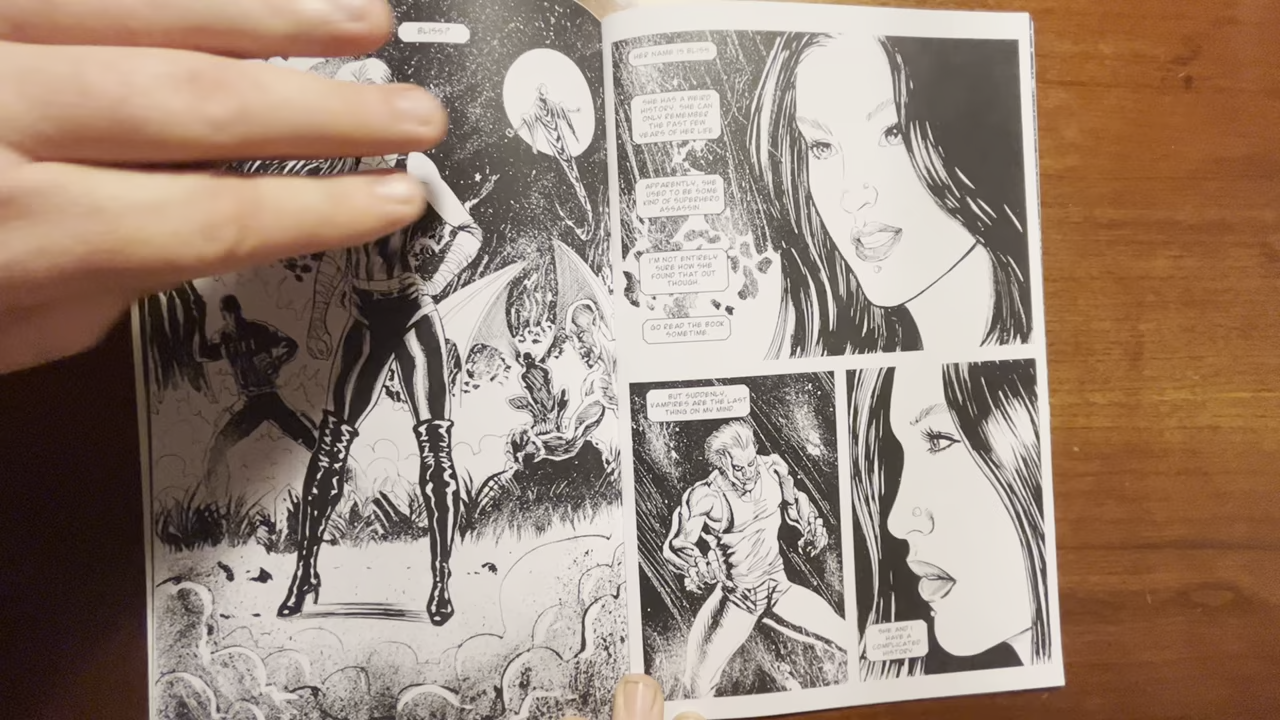 BLISS?
HER NAME IS BLISS.
SHE HAS A WEIRD
HISTORY. SHE CAN
ONLY REMEMBER
THE PAST FEW
YEARS OF HER LIFE.
APPARENTLY, SHE
USED TO BE SOME
KIND OF SUPERHERO
ASSASSIN.
I'M NOT ENTIRELY
SURE HOW SHE
FOUND THAT OUT
THOUGH.
GO READ THE BOOK
SOMETIME.
BUT SUDDENLY,
VAMPIRES ARE THE LAST
THING ON MY MIND.
SHE AND I
HAVE A
COMPLICATED
HISTORY.